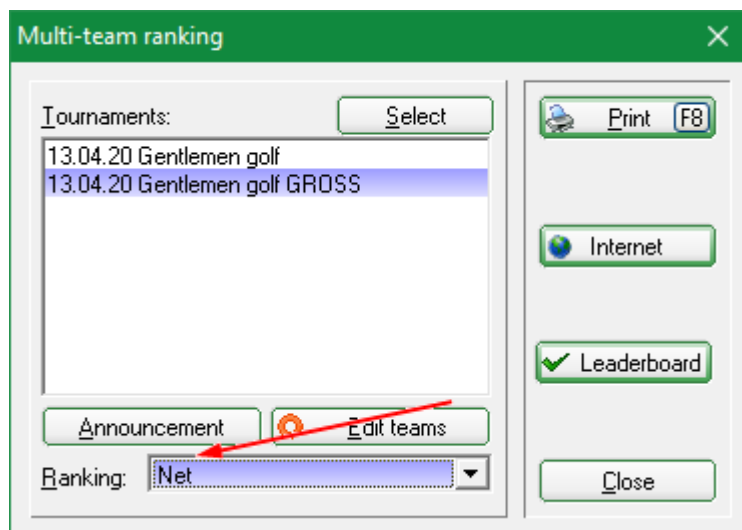 Multi-team ranking
Tournaments:
Select
13.04.20 Gentlemen golf
13.04.20 Gentlemen golf GROSS
Announcement
Edit teams
Ranking:
Net
Print F8
Internet
Leaderboard
Close